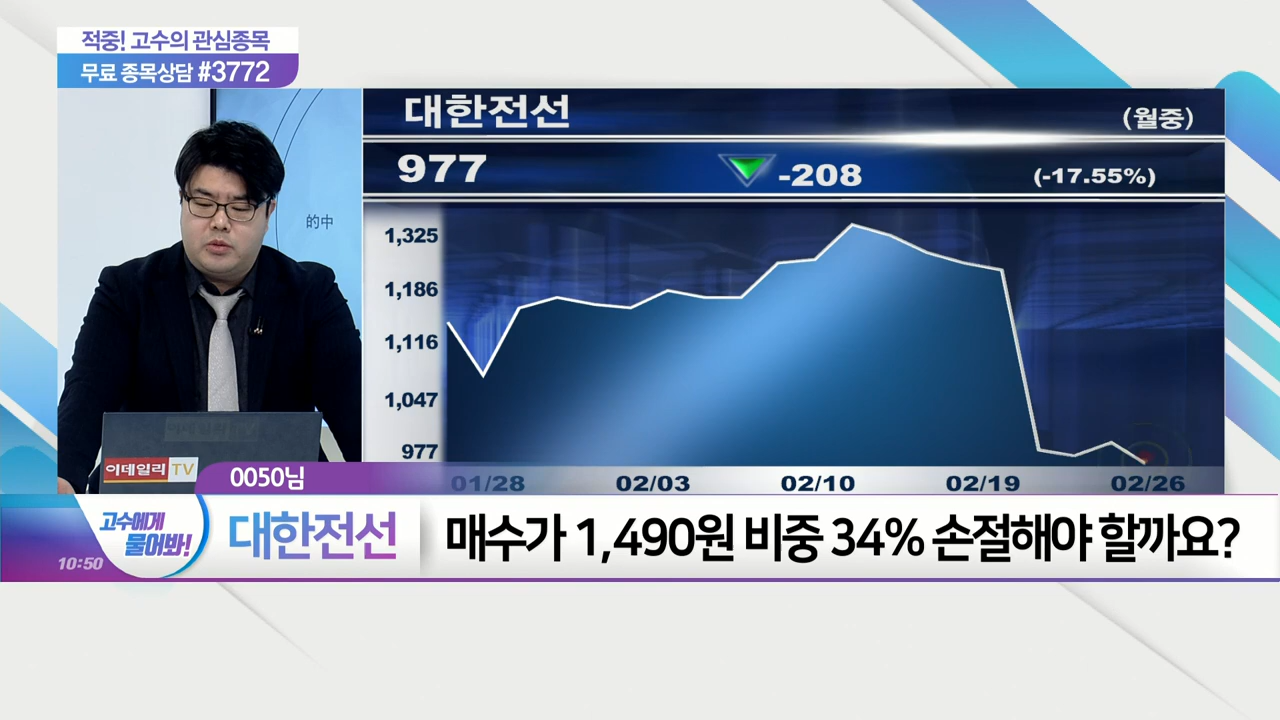 적중! 고수의 관심종목
무료 종목상담 #3772
的中
이데일리 TV
대한전선
(월중)
977
-208
(-17.55%)
1,325
1,186
1,116
1,047
977
01/28
02/03
02/10
02/19
02/26
0050님
고수에게
물어봐!
10:50
대한전선
매수가 1,490원 비중 34% 손절해야 할까요?